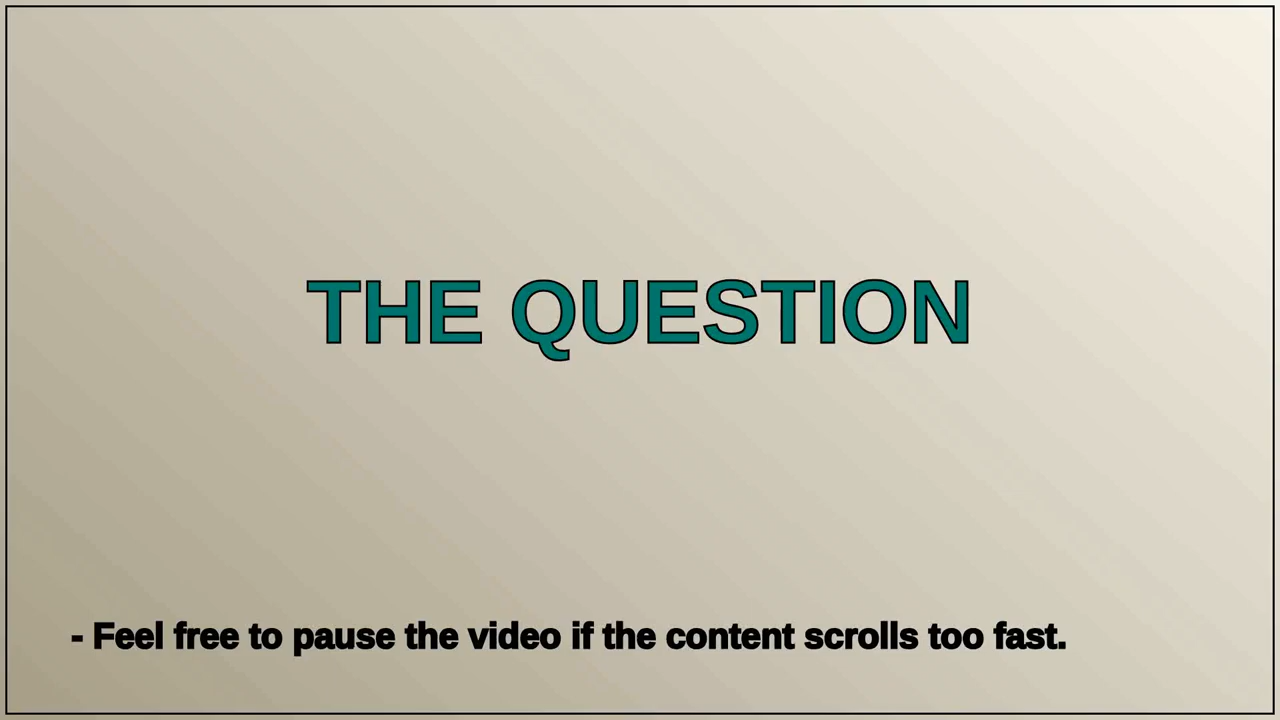 THE QUESTION
- Feel free to pause the video if the content scrolls too fast.